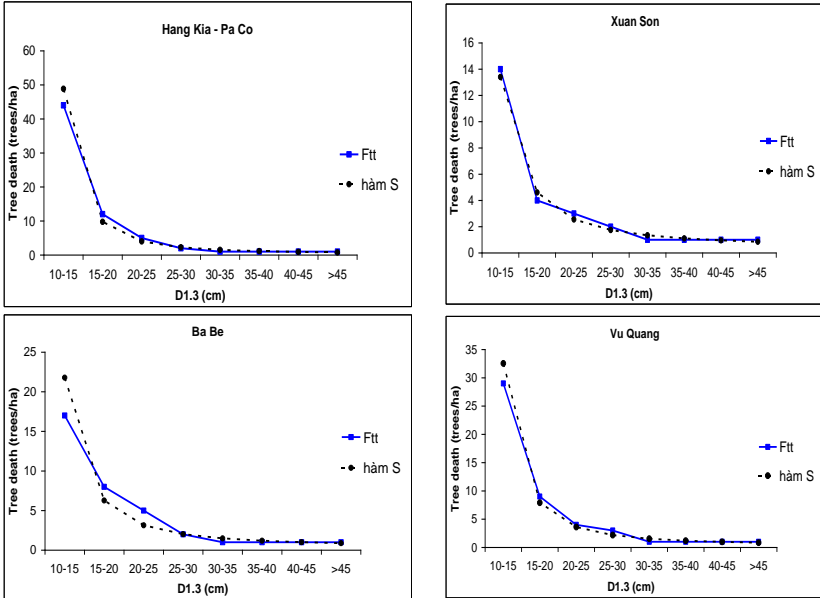 Hang Kia - Pa Co
Tree death (trees/ha)
60
50
40
30
20
10
0
10-15 15-20 20-25 25-30 30-35 35-40 40-45 >45
D1.3 (cm)
Ftt
hàm S
Xuan Son
Tree death (trees/ha)
16
14
12
10
8
6
4
2
0
10-15 15-20 20-25 25-30 30-35 35-40 40-45 >45
D1.3 (cm)
Ftt
hàm S
Ba Be
Tree death (trees/ha)
25
20
15
10
5
0
10-15 15-20 20-25 25-30 30-35 35-40 40-45 >45
D1.3 (cm)
Ftt
hàm S
Vu Quang
Tree death (trees/ha)
35
30
25
20
15
10
5
0
10-15 15-20 20-25 25-30 30-35 35-40 40-45 >45
D1.3 (cm)
Ftt
hàm S